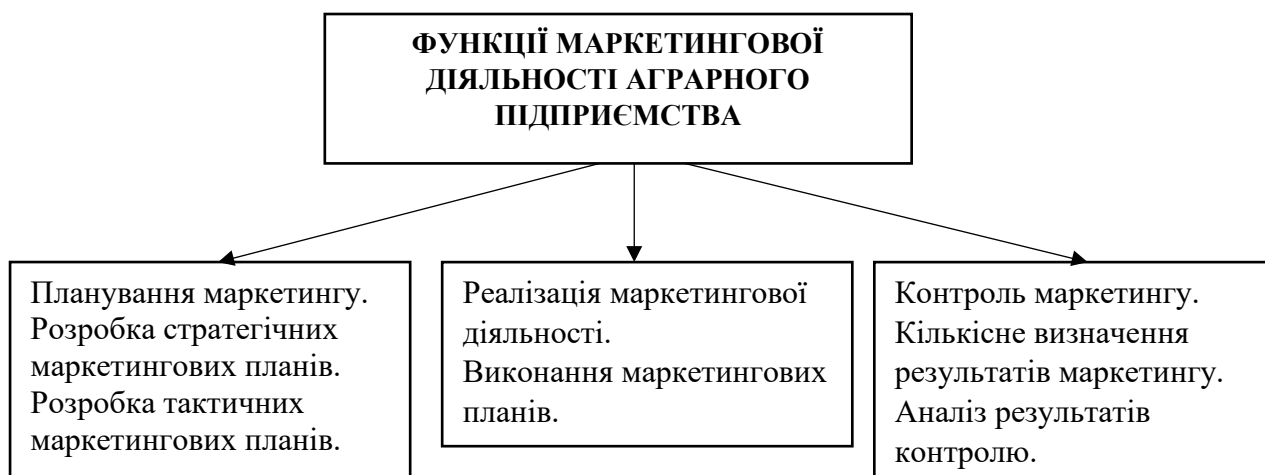 ФУНКЦІЇ МАРКЕТИНГОВОЇ
ДІЯЛЬНОСТІ АГРАРНОГО
ПІДПРИЄМСТВА
Планування маркетингу.
Розробка стратегічних
маркетингових планів.
Розробка тактичних
маркетингових планів.
Реалізація маркетингової
діяльності.
Виконання маркетингових
планів.
Контроль маркетингу.
Кількісне визначення
результатів маркетингу.
Аналіз результатів
контролю.